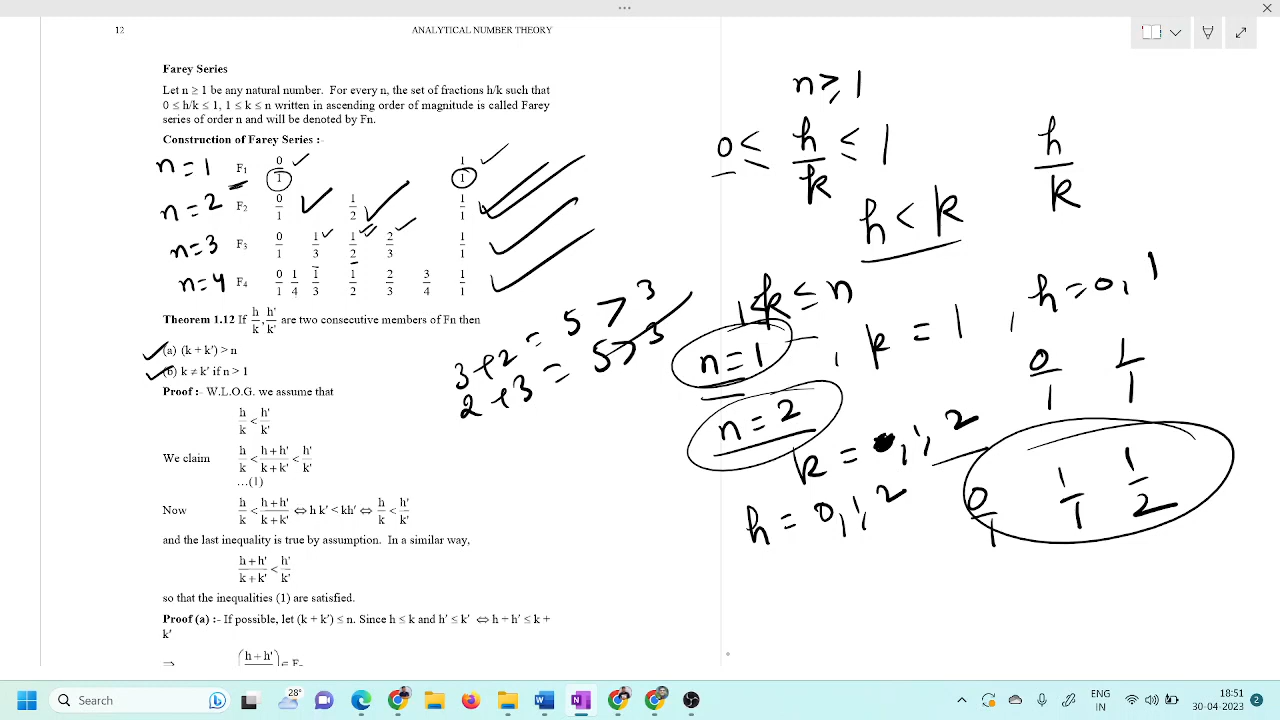 12 ANALYTICAL NUMBER THEORY
Farey Series
Let n ≥ 1 be any natural number. For every n, the set of fractions h/k such that
0 ≤ h/k ≤ 1, 1 ≤ k ≤ n written in ascending order of magnitude is called Farey
series of order n and will be denoted by Fn.
Construction of Farey Series :-
n=1 F₁ 0/1 1/1
n=2 F₂ 0/1 1/2 1/1
n=3 F₃ 0/1 1/3 1/2 2/3 1/1
n=4 F₄ 0/1 1/4 1/3 1/2 2/3 3/4 1/1
Theorem 1.12 If h/k, h'/k' are two consecutive members of Fn then
(a) (k + k′) > n
(b) k ≠ k′ if n > 1
Proof :- W.L.O.G. we assume that
h/k < h'/k'
We claim h/k < h+h'/k+k' < h'/k'
...(1)
Now h/k < h+h'/k+k' ⇔ h k' < kh' ⇔ h/k < h'/k'
and the last inequality is true by assumption. In a similar way,
h+h'/k+k' < h'/k'
so that the inequalities (1) are satisfied.
Proof (a) :- If possible, let (k + k′) ≤ n. Since h ≤ k and h′ ≤ k′ ⇔ h + h′ ≤ k +
k′
⇒ (h+h'
3+2 = 5 > 3
2+3 = 5 > 3
n ≥ 1
0 ≤ h/k ≤ 1
h/k
h < k
k ≤ n
n=1, k = 1, h=0,1
0/1 1/1
n=2
k = , 1, 2
h = 0, 1, 2
0/1 1/1 1/2
Search
28°
ENG
IN
18:51
30-04-2023
2